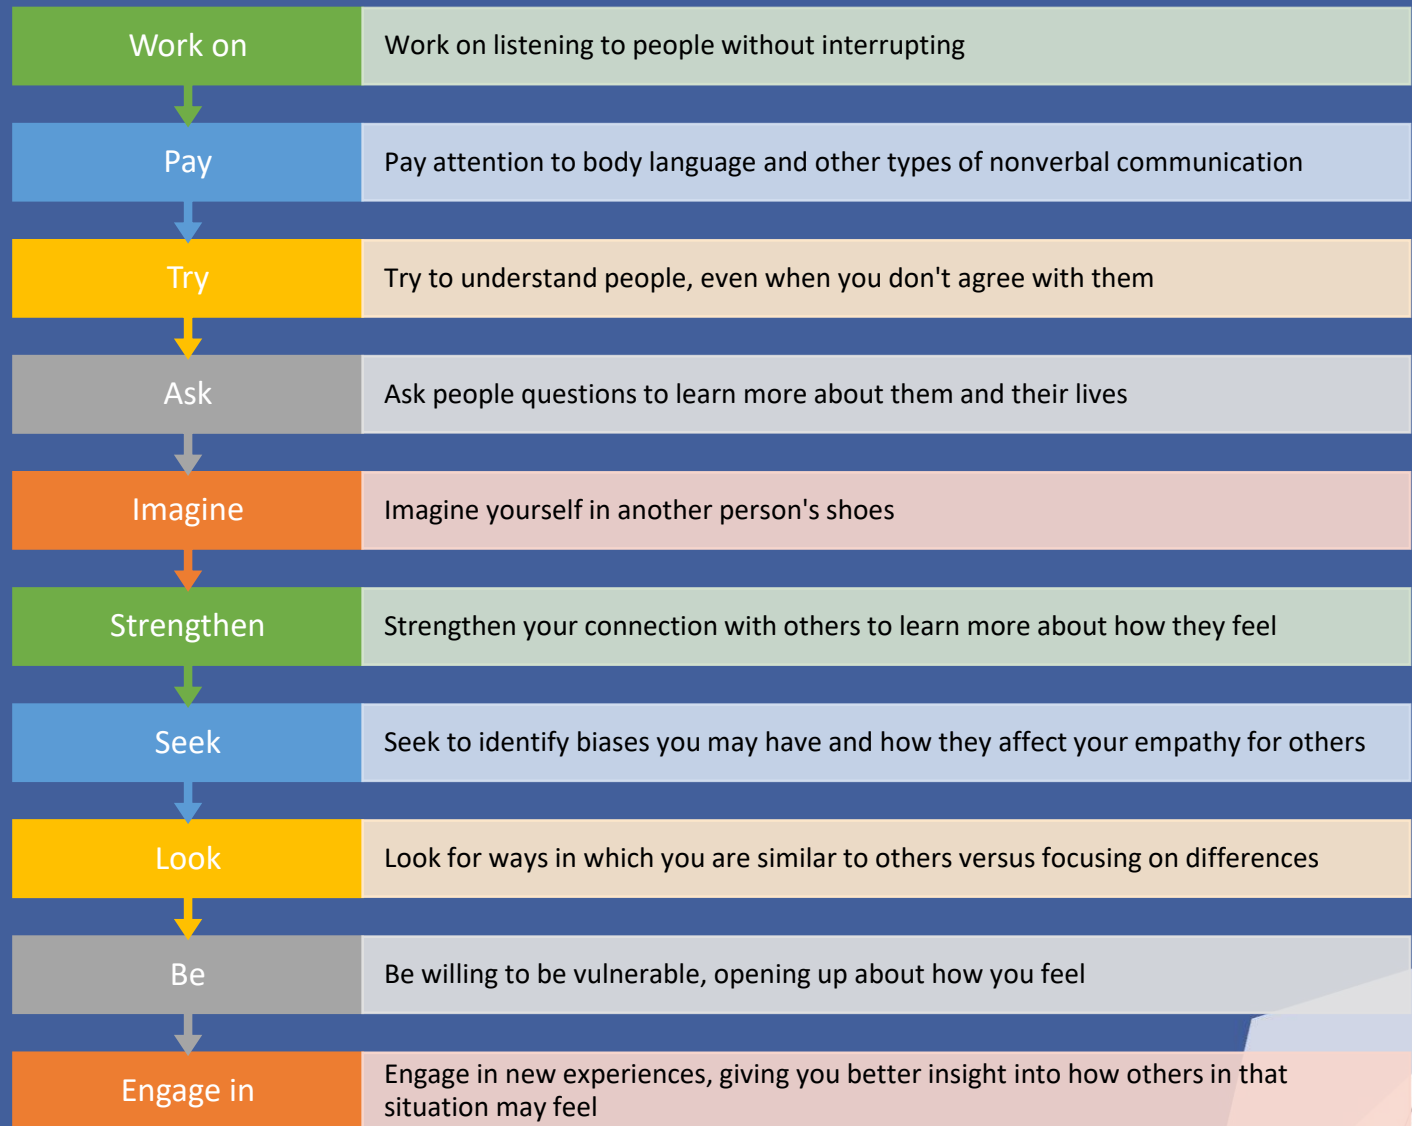 Work on
Work on listening to people without interrupting
Pay
Pay attention to body language and other types of nonverbal communication
Try
Try to understand people, even when you don't agree with them
Ask
Ask people questions to learn more about them and their lives
Imagine
Imagine yourself in another person's shoes
Strengthen
Strengthen your connection with others to learn more about how they feel
Seek
Seek to identify biases you may have and how they affect your empathy for others
Look
Look for ways in which you are similar to others versus focusing on differences
Be
Be willing to be vulnerable, opening up about how you feel
Engage in
Engage in new experiences, giving you better insight into how others in that
situation may feel